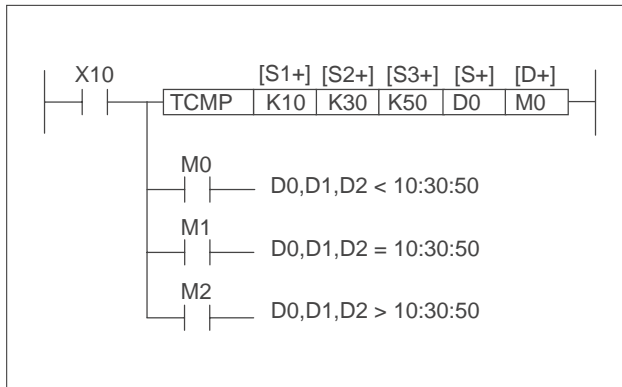 X10
[S1+] [S2+] [S3+] [S+] [D+]
TCMP K10 K30 K50 D0 M0
M0
D0,D1,D2 < 10:30:50
M1
D0,D1,D2 = 10:30:50
M2
D0,D1,D2 > 10:30:50